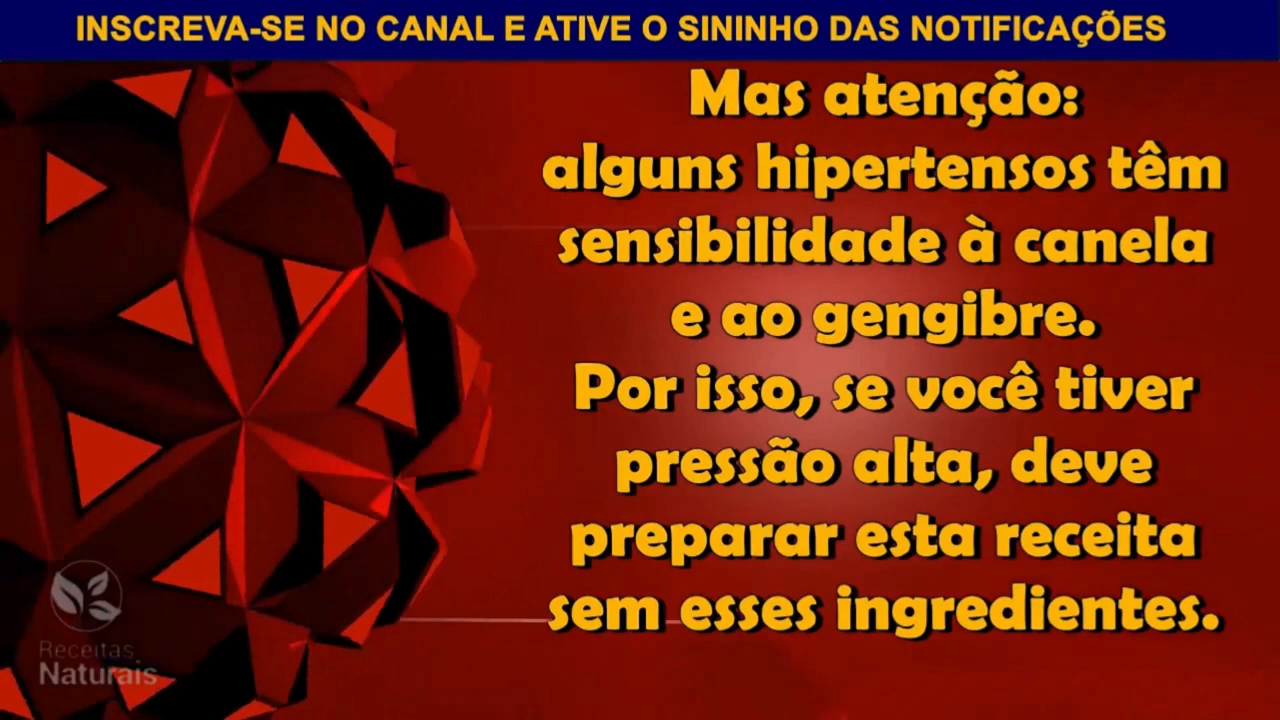 INSCREVA-SE NO CANAL E ATIVE O SININHO DAS NOTIFICAÇÕES
Mas atenção:
alguns hipertensos têm
sensibilidade à canela
e ao gengibre.
Por isso, se você tiver
pressão alta, deve
preparar esta receita
sem esses ingredientes.
Receitas
Naturais